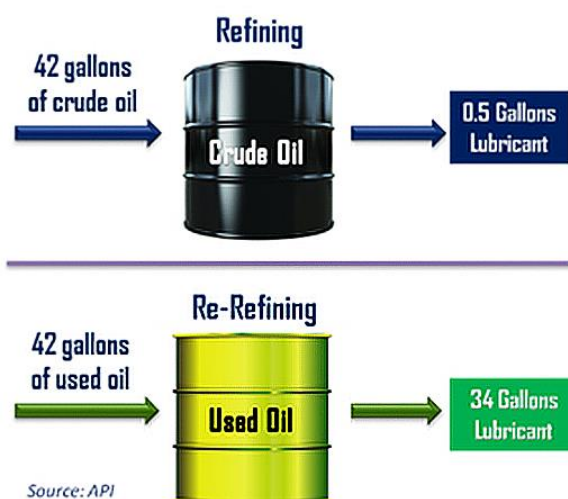 Refining
42 gallons
of crude oil
Crude Oil
0.5 Gallons
Lubricant
Re-Refining
42 gallons
of used oil
Used Oil
34 Gallons
Lubricant
Source: API